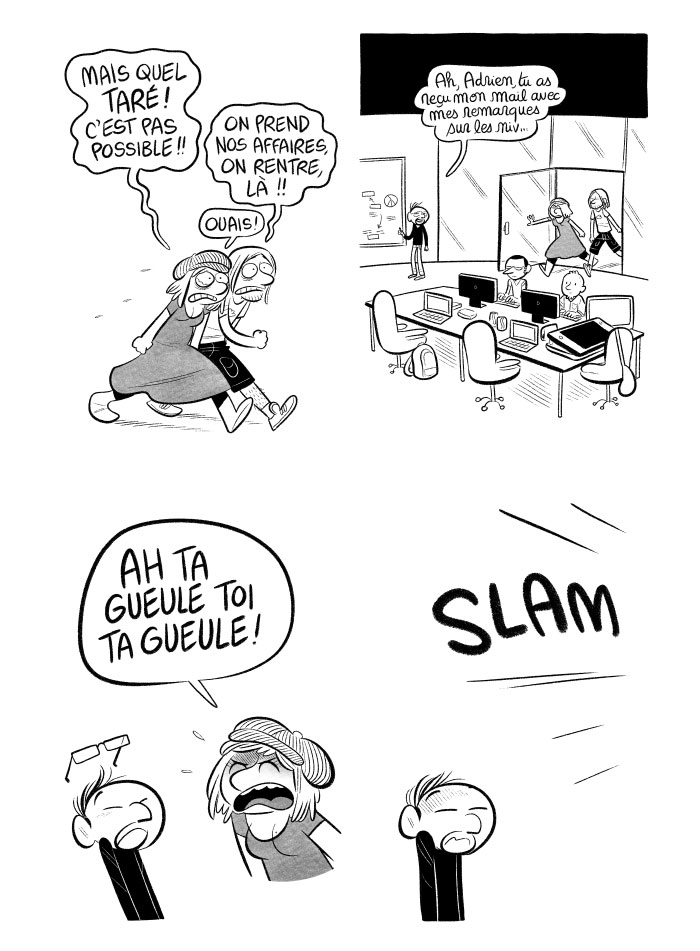 MAIS QUEL
TARÉ!
C'EST PAS
POSSIBLE!!
ON PREND
NOS AFFAIRES,
ON RENTRE,
LÀ!!
OUAIS!
Ah, Adrien, tu as
reçu mon mail avec
mes remarques
sur les niv...
AH TA
GUEULE TOI
TA GUEULE!
SLAM